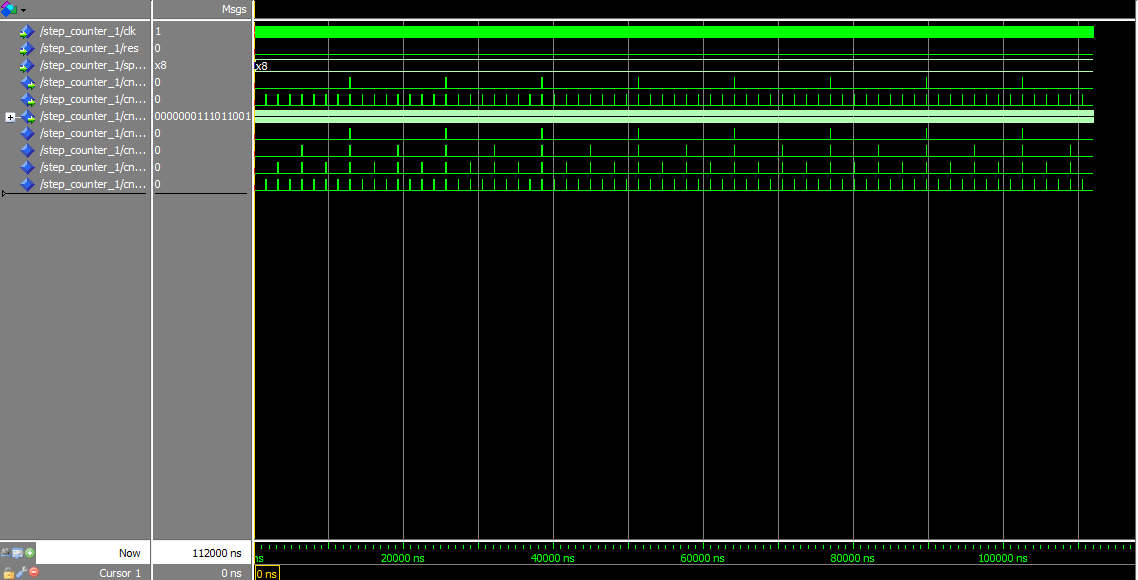 Msgs
/step_counter_1/clk 1
/step_counter_1/res 0
/step_counter_1/sp... x8 x8
/step_counter_1/cn... 0
/step_counter_1/cn... 0
/step_counter_1/cn... 0000000111011001
/step_counter_1/cn... 0
/step_counter_1/cn... 0
/step_counter_1/cn... 0
/step_counter_1/cn... 0
Now 112000 ns ns 20000 ns 40000 ns 60000 ns 80000 ns 100000 ns
Cursor 1 0 ns 0 ns